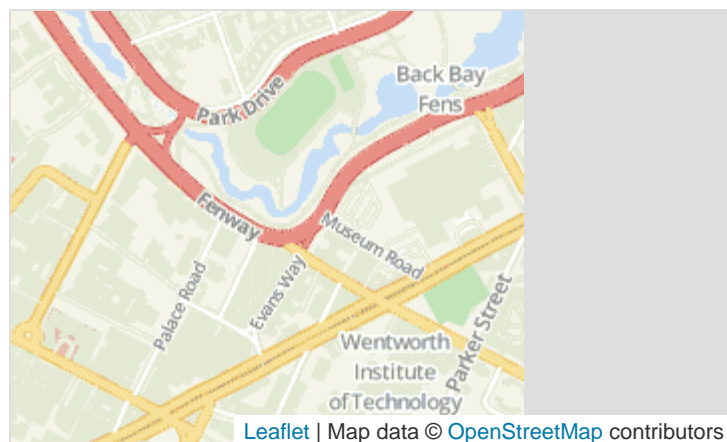 Back Bay
Fens
Park Drive
Fenway
Museum Road
Evans Way
Palace Road
Parker Street
Wentworth
Institute
of Technology
Leaflet | Map data © OpenStreetMap contributors